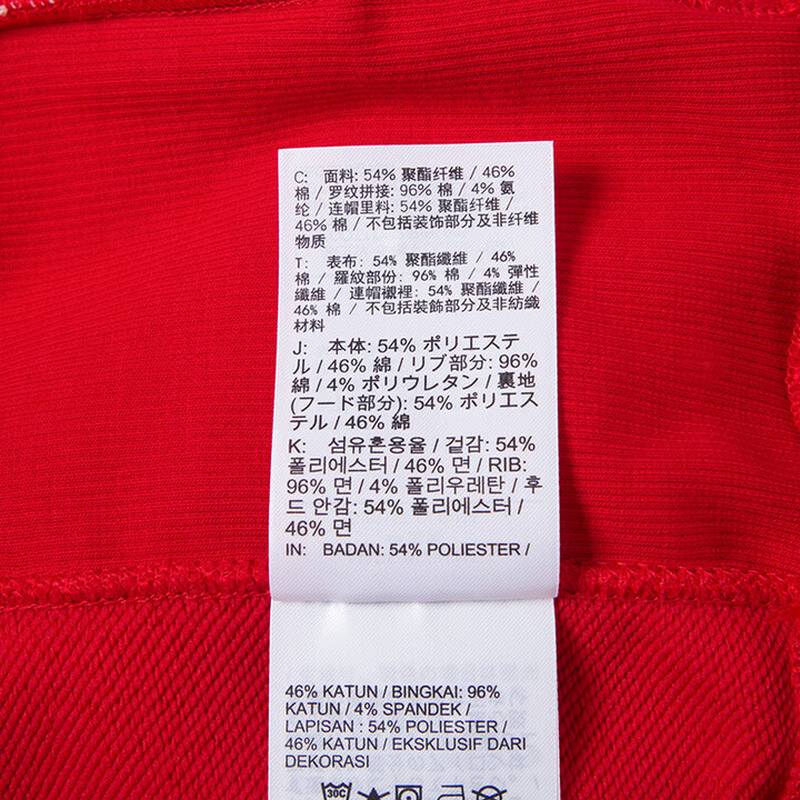 C: 面料: 54% 聚酯纤维 / 46%
棉 / 罗纹拼接: 96% 棉 / 4% 氨
纶 / 连帽里料: 54% 聚酯纤维 /
46% 棉 / 不包括装饰部分及非纤维
物质
T: 表布: 54% 聚酯纖維 / 46%
棉 / 羅紋部份: 96% 棉 / 4% 彈性
纖維 / 連帽襯裡: 54% 聚酯纖維 /
46% 棉 / 不包括裝飾部分及非紡織
材料
J: 本体: 54% ポリエステ
ル / 46% 綿 / リブ部分: 96%
綿 / 4% ポリウレタン / 裏地
(フード部分): 54% ポリエス
テル / 46% 綿
K: 섬유혼용율 / 겉감: 54%
폴리에스터 / 46% 면 / RIB:
96% 면 / 4% 폴리우레탄 / 후
드 안감: 54% 폴리에스터 /
46% 면
IN: BADAN: 54% POLIESTER /
46% KATUN / BINGKAI: 96%
KATUN / 4% SPANDEK /
LAPISAN : 54% POLIESTER /
46% KATUN / EKSKLUSIF DARI
DEKORASI
30C